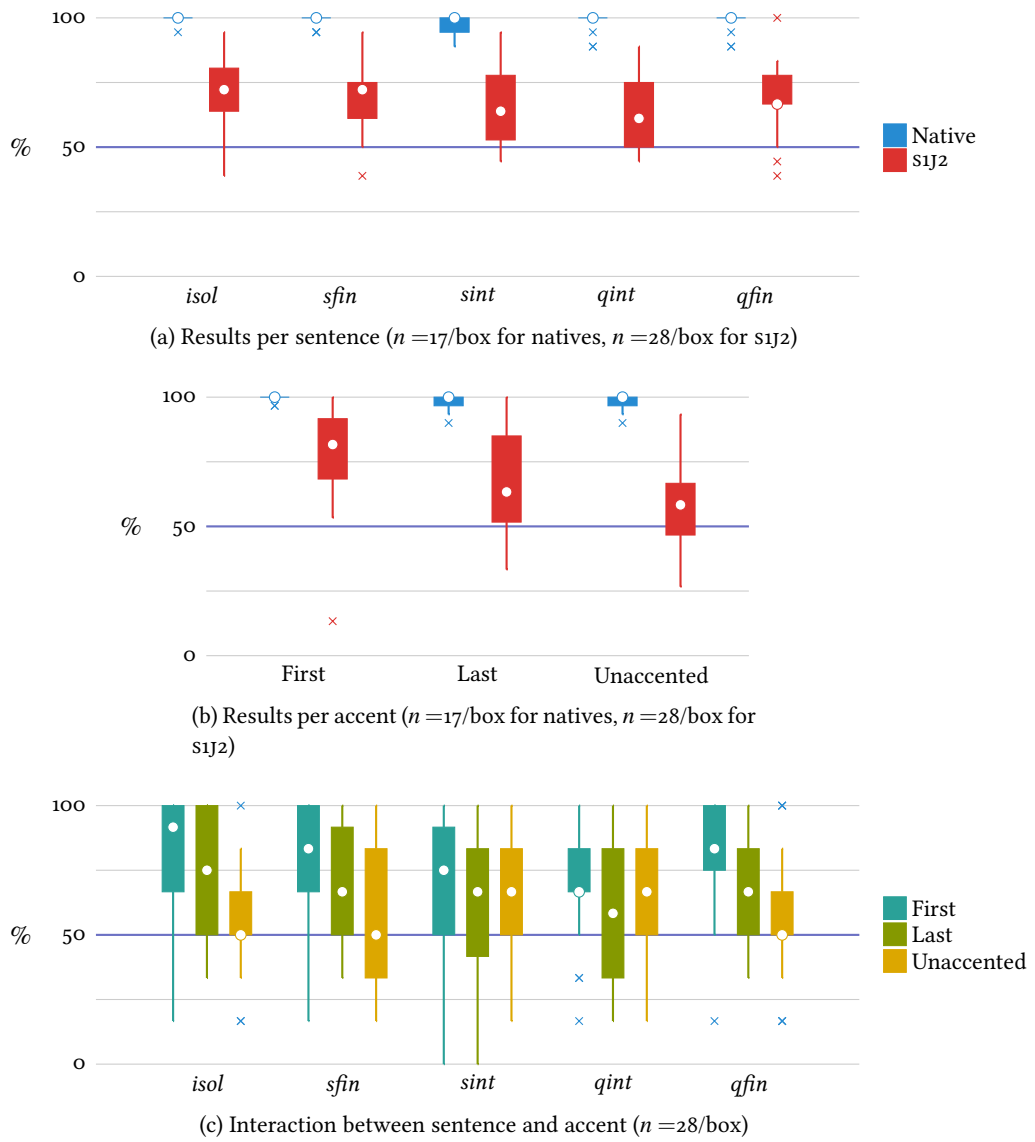 100
%
50
0
Native
S1J2
isol sfin sint qint qfin
(a) Results per sentence (n =17/box for natives, n =28/box for S1J2)
100
%
50
0
First Last Unaccented
(b) Results per accent (n =17/box for natives, n =28/box for
S1J2)
100
%
50
0
First
Last
Unaccented
isol sfin sint qint qfin
(c) Interaction between sentence and accent (n =28/box)